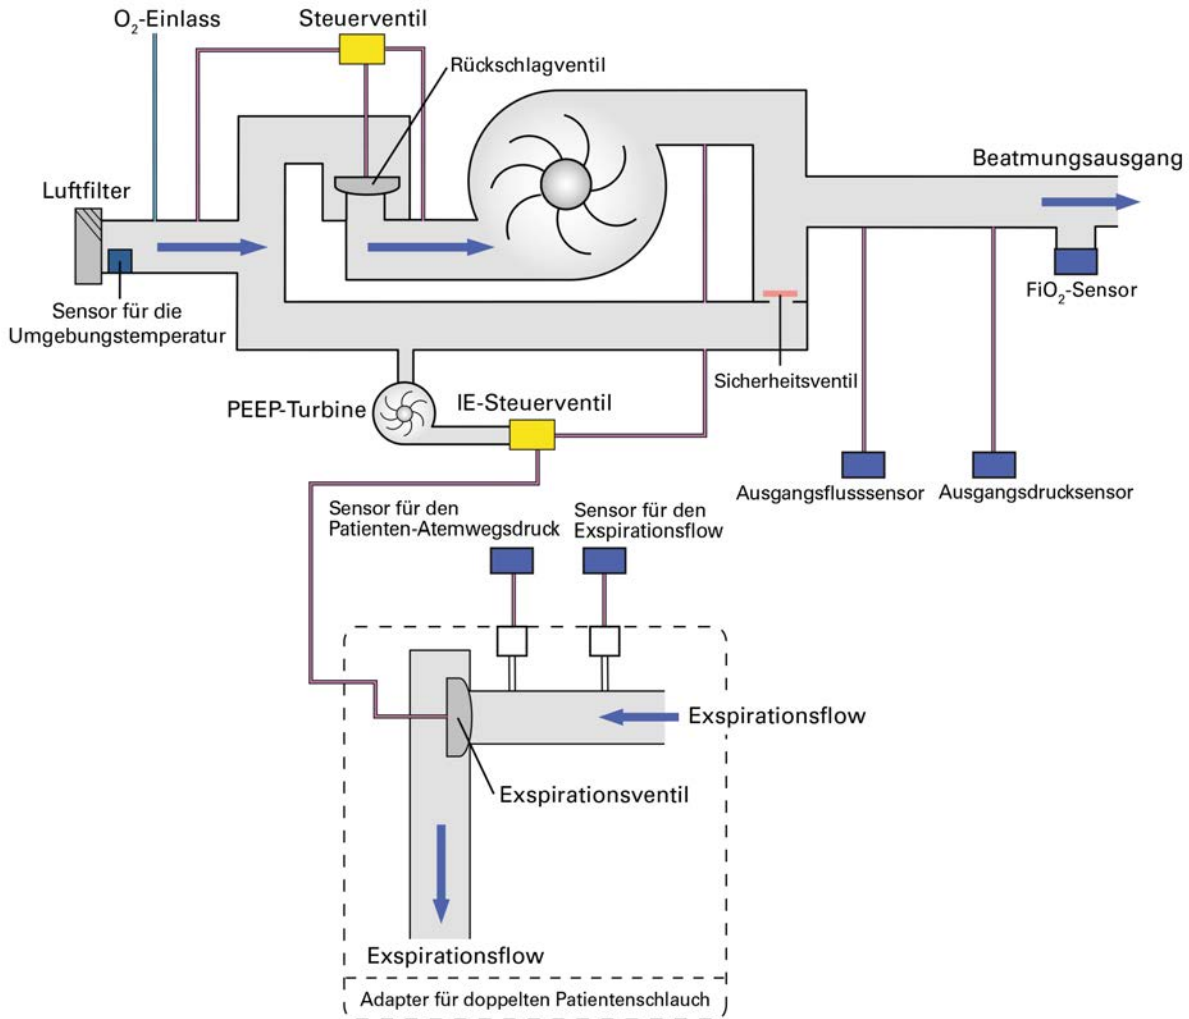 O₂-Einlass
Steuerventil
Rückschlagventil
Luftfilter
Beatmungsausgang
Sensor für die
Umgebungstemperatur
FiO₂-Sensor
Sicherheitsventil
PEEP-Turbine
IE-Steuerventil
Ausgangsflusssensor
Ausgangsdrucksensor
Sensor für den
Patienten-Atemwegsdruck
Sensor für den
Exspirationsflow
Exspirationsflow
Exspirationsventil
Exspirationsflow
Adapter für doppelten Patientenschlauch